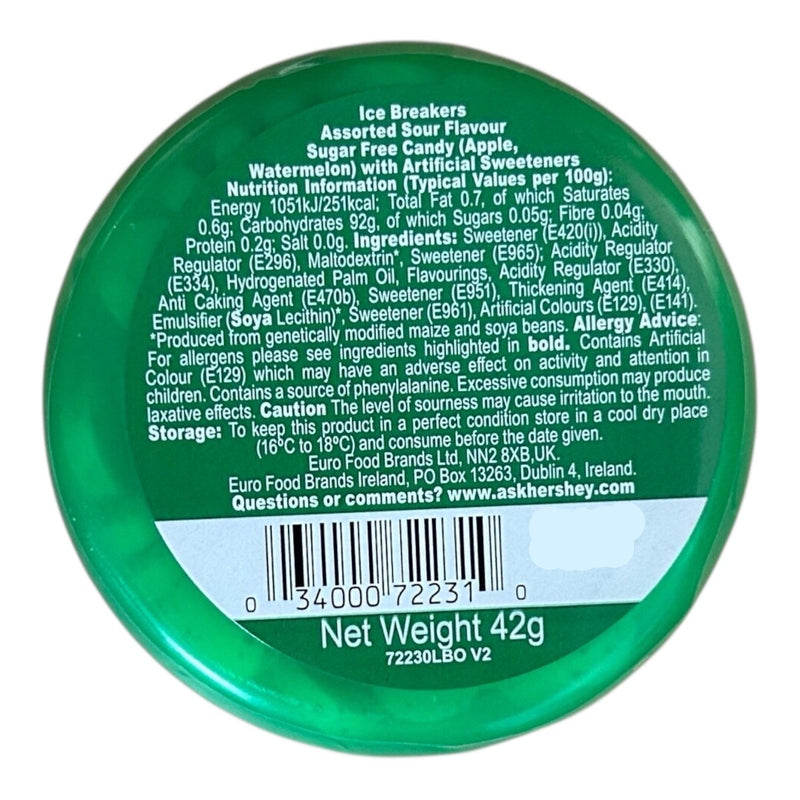 Ice Breakers
Assorted Sour Flavour
Sugar Free Candy (Apple,
Watermelon) with Artificial Sweeteners
Nutrition Information (Typical Values per 100g):
Energy 1051kJ/251kcal; Total Fat 0.7, of which Saturates
0.6g; Carbohydrates 92g, of which Sugars 0.05g; Fibre 0.04g;
Protein 0.2g; Salt 0.0g. Ingredients: Sweetener (E420(i)), Acidity
Regulator (E296), Maltodextrin*, Sweetener (E965); Acidity Regulator
(E334), Hydrogenated Palm Oil, Flavourings, Acidity Regulator (E330),
Anti Caking Agent (E470b), Sweetener (E951), Thickening Agent (E414),
Emulsifier (Soya Lecithin)*, Sweetener (E961), Artificial Colours (E129), (E141).
*Produced from genetically modified maize and soya beans. Allergy Advice:
For allergens please see ingredients highlighted in bold. Contains Artificial
Colour (E129) which may have an adverse effect on activity and attention in
children. Contains a source of phenylalanine. Excessive consumption may produce
laxative effects. Caution The level of sourness may cause irritation to the mouth.
Storage: To keep this product in a perfect condition store in a cool dry place
(16ºC to 18ºC) and consume before the date given.
Euro Food Brands Ltd, NN2 8XB,UK.
Euro Food Brands Ireland, PO Box 13263, Dublin 4, Ireland.
Questions or comments? www.askhershey.com
0 34000 72231 0
Net Weight 42g
72230LBO V2